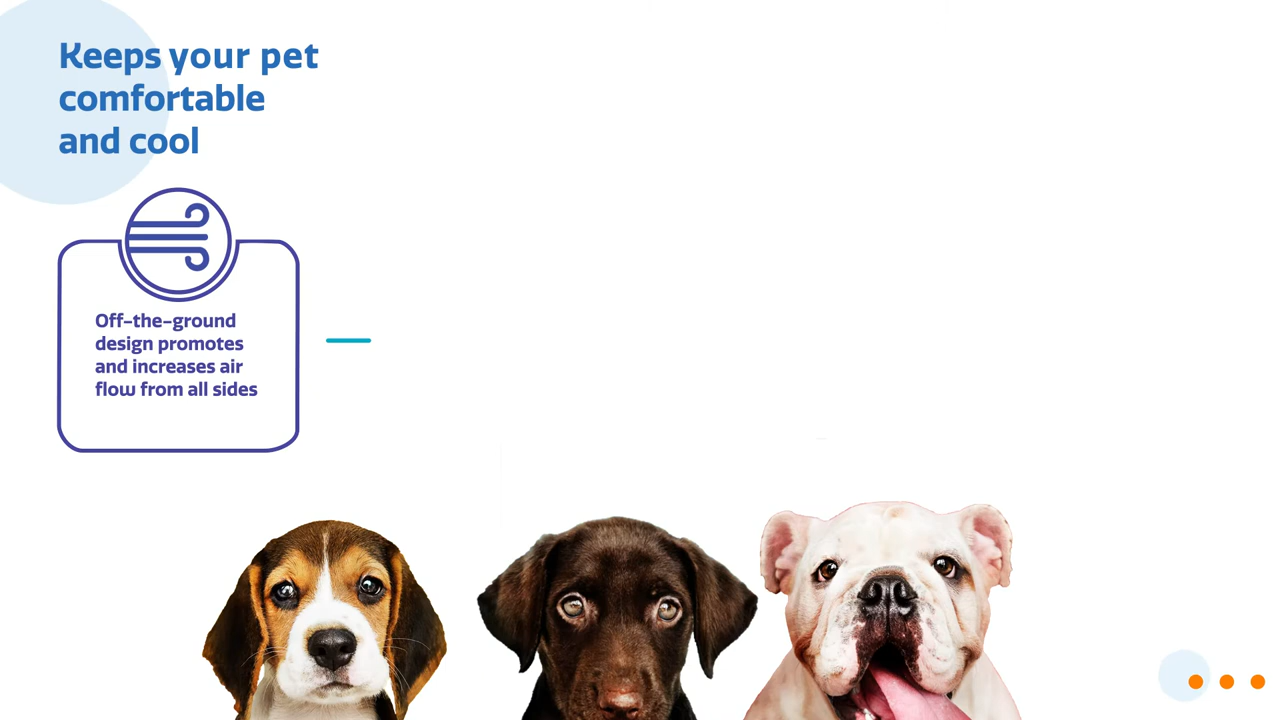 Keeps your pet
comfortable
and cool
Off-the-ground
design promotes
and increases air
flow from all sides